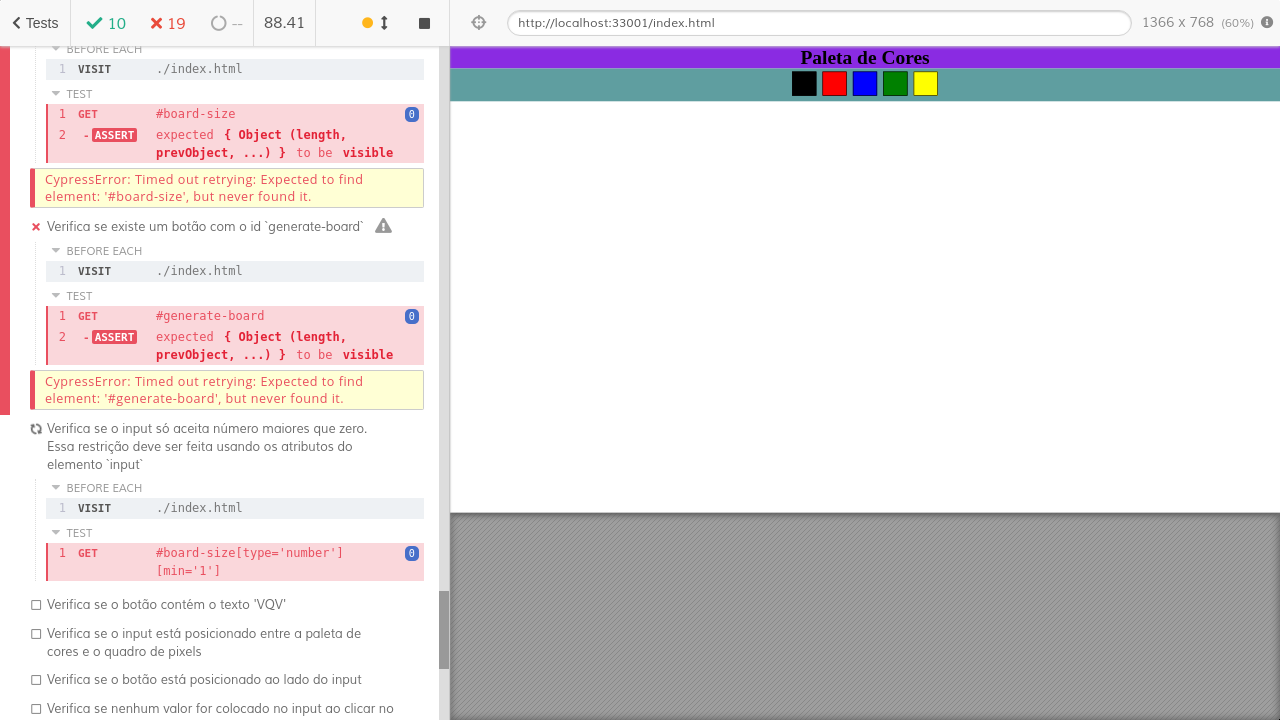 Tests
10
19
--
88.41
http://localhost:33001/index.html
1366 x 768 (60%)
BEFORE EACH
1 VISIT ./index.html
TEST
1 GET #board-size 0
2 -ASSERT expected { Object (length,
prevObject, ...) } to be visible
CypressError: Timed out retrying: Expected to find
element: '#board-size', but never found it.
Verifica se existe um botão com o id `generate-board`
BEFORE EACH
1 VISIT ./index.html
TEST
1 GET #generate-board 0
2 -ASSERT expected { Object (length,
prevObject, ...) } to be visible
CypressError: Timed out retrying: Expected to find
element: '#generate-board', but never found it.
Verifica se o input só aceita número maiores que zero.
Essa restrição deve ser feita usando os atributos do
elemento `input`
BEFORE EACH
1 VISIT ./index.html
TEST
1 GET #board-size[type='number'] 0
[min='1']
Verifica se o botão contém o texto 'VQV'
Verifica se o input está posicionado entre a paleta de
cores e o quadro de pixels
Verifica se o botão está posicionado ao lado do input
Verifica se nenhum valor for colocado no input ao clicar no
Paleta de Cores